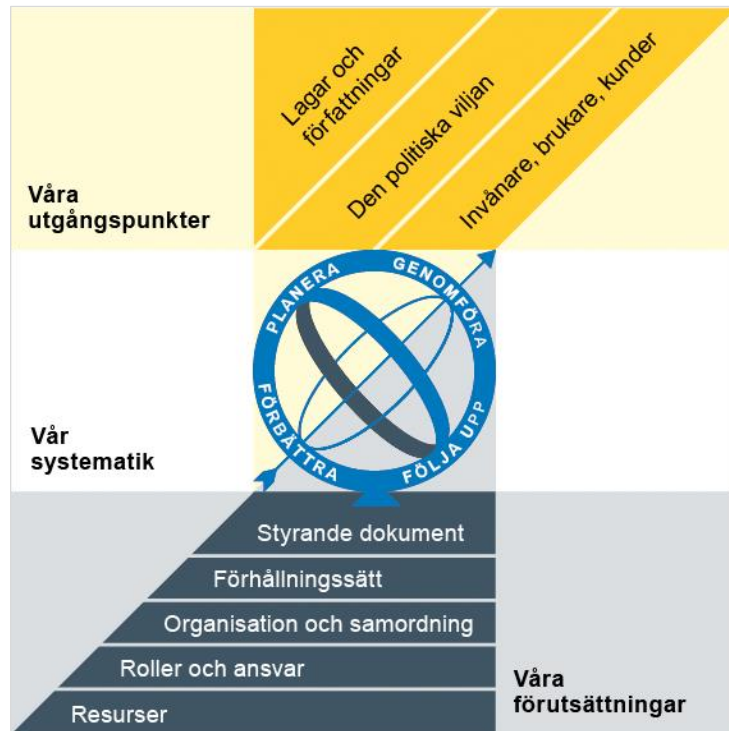 Lagar och
författningar
Den politiska viljan
Invånare, brukare, kunder
Våra
utgångspunkter
PLANERA
GENOMFÖRA
FÖRBÄTTRA
FÖLJA UPP
Vår
systematik
Styrande dokument
Förhållningssätt
Organisation och samordning
Roller och ansvar
Resurser
Våra
förutsättningar